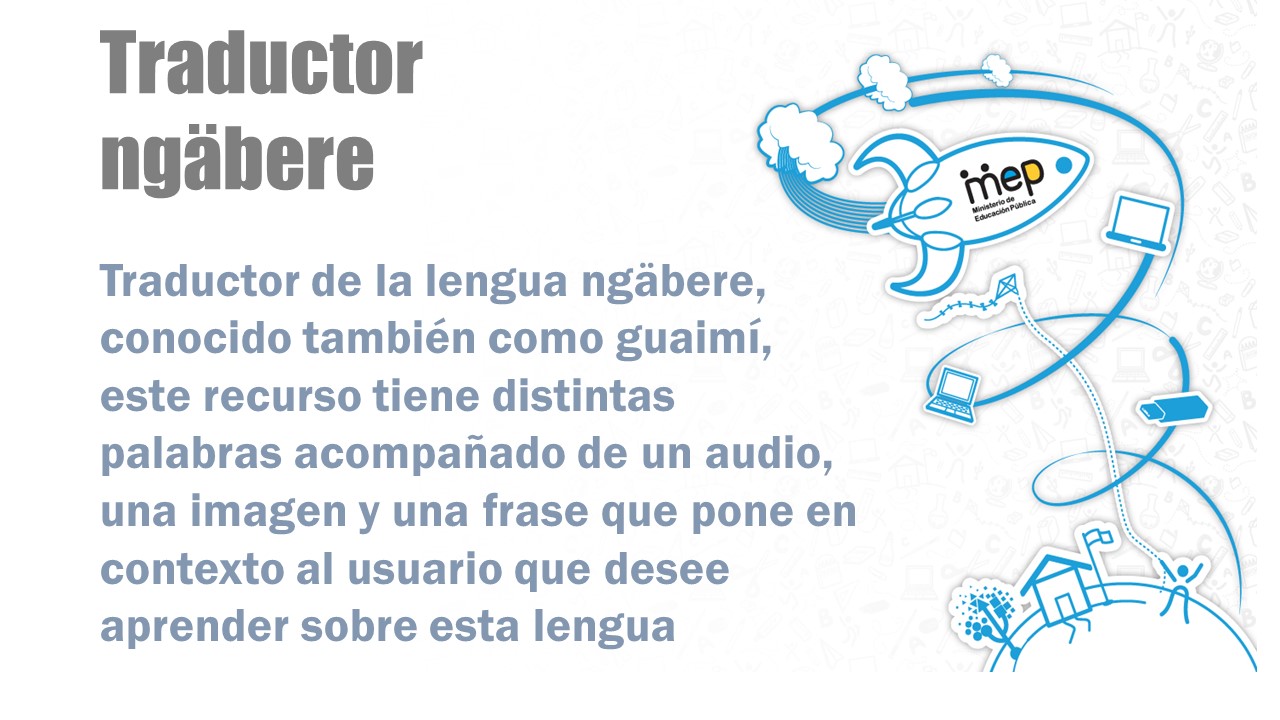 Traductor
ngäbere
Traductor de la lengua ngäbere,
conocido también como guaimí,
este recurso tiene distintas
palabras acompañado de un audio,
una imagen y una frase que pone en
contexto al usuario que desee
aprender sobre esta lengua
mep
Ministerio de
Educación Pública